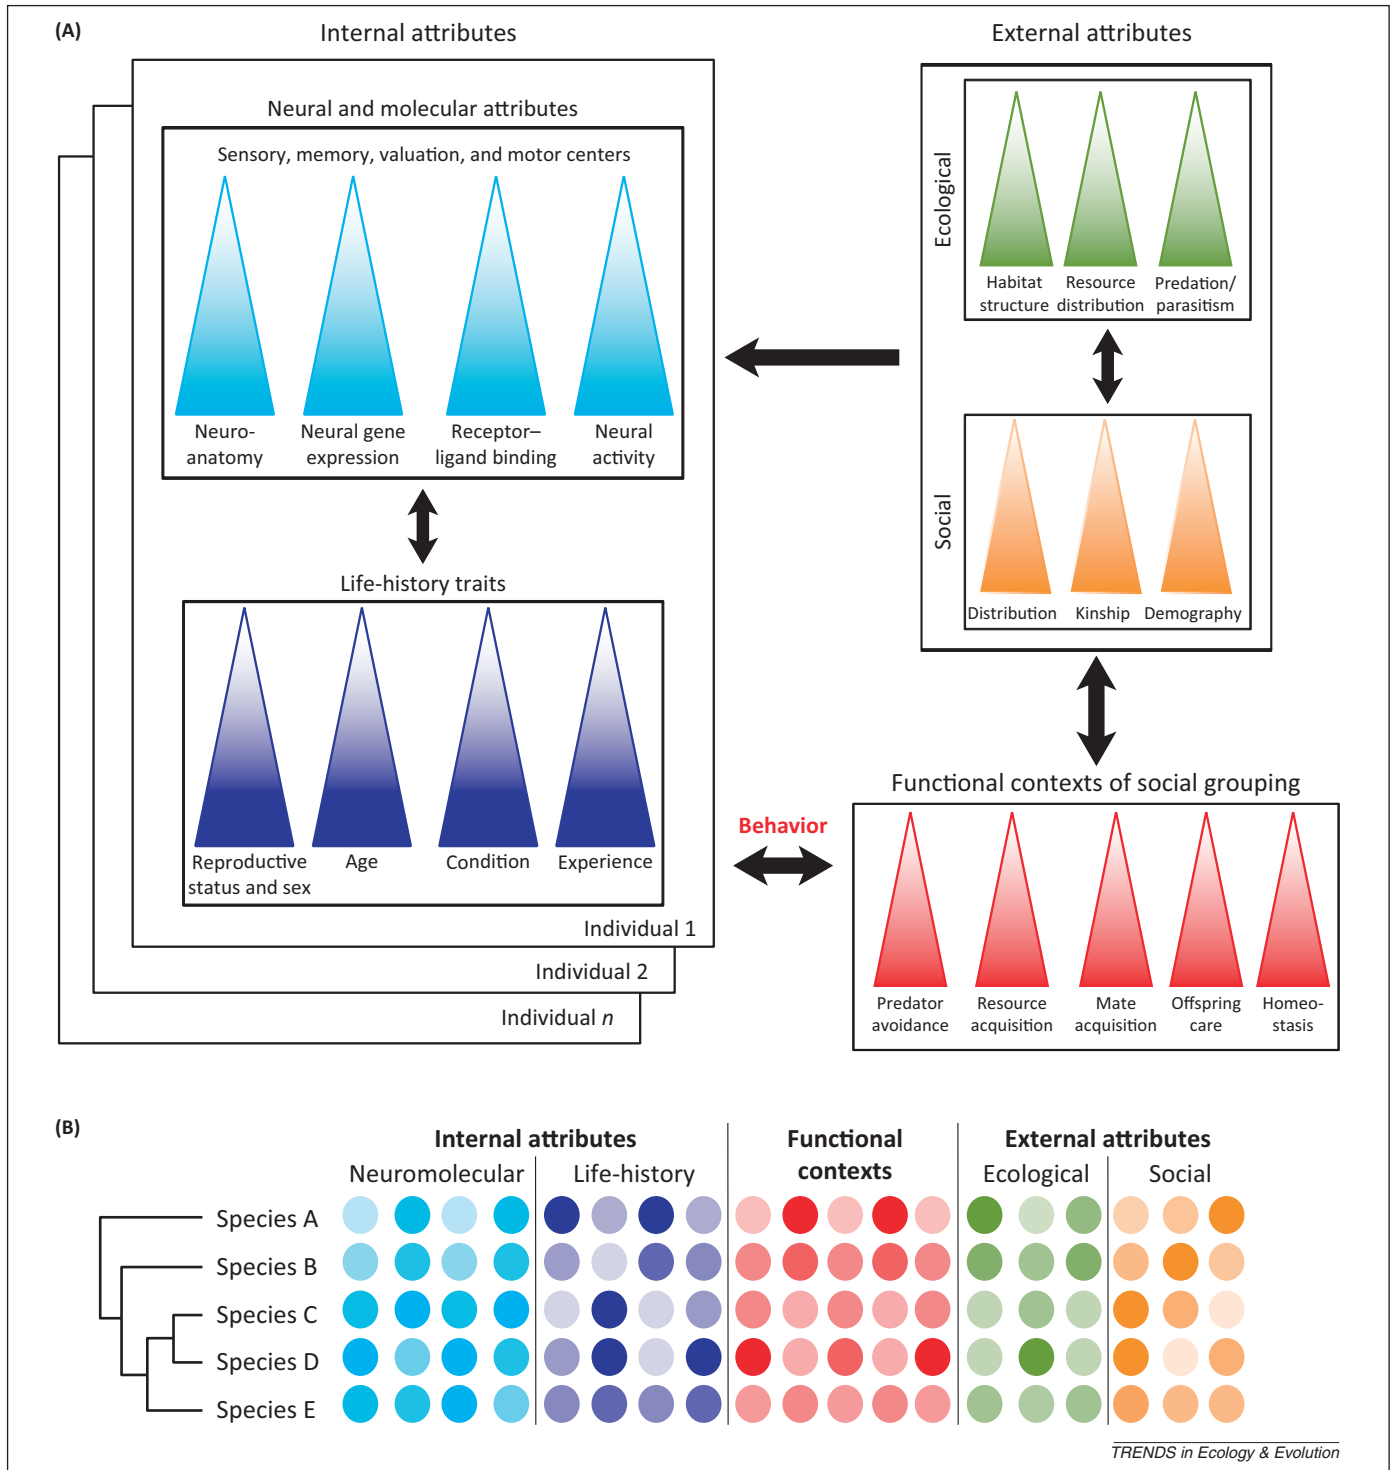 (A)
Internal attributes
External attributes
Neural and molecular attributes
Sensory, memory, valuation, and motor centers
Neuro-
anatomy
Neural gene
expression
Receptor–
ligand binding
Neural
activity
Life-history traits
Reproductive
status and sex
Age
Condition
Experience
Individual 1
Individual 2
Individual n
Ecological
Habitat
structure
Resource
distribution
Predation/
parasitism
Social
Distribution
Kinship
Demography
Behavior
Functional contexts of social grouping
Predator
avoidance
Resource
acquisition
Mate
acquisition
Offspring
care
Homeo-
stasis
(B)
Internal attributes
Functional
contexts
External attributes
Neuromolecular
Life-history
Ecological
Social
Species A
Species B
Species C
Species D
Species E
TRENDS in Ecology & Evolution